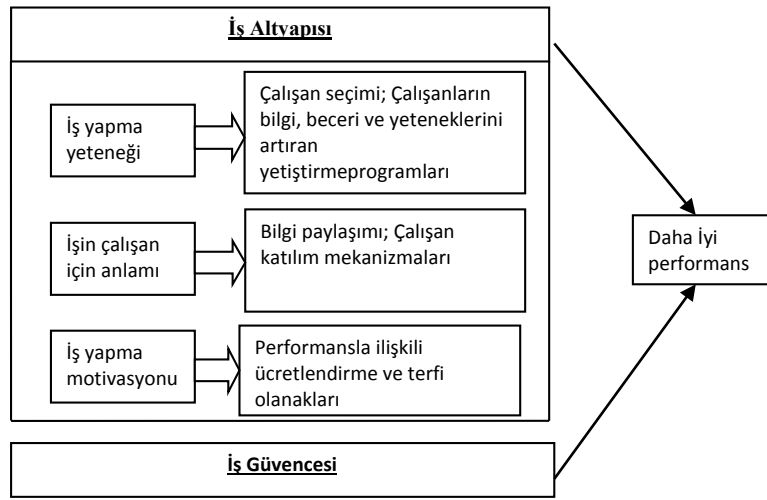 İş Altyapısı
İş yapma
yeteneği
Çalışan seçimi; Çalışanların
bilgi, beceri ve yeteneklerini
artıran
yetiştirmeprogramları
İşin çalışan
için anlamı
Bilgi paylaşımı; Çalışan
katılım mekanizmaları
İş yapma
motivasyonu
Performansla ilişkili
ücretlendirme ve terfi
olanakları
Daha İyi
performans
İş Güvencesi